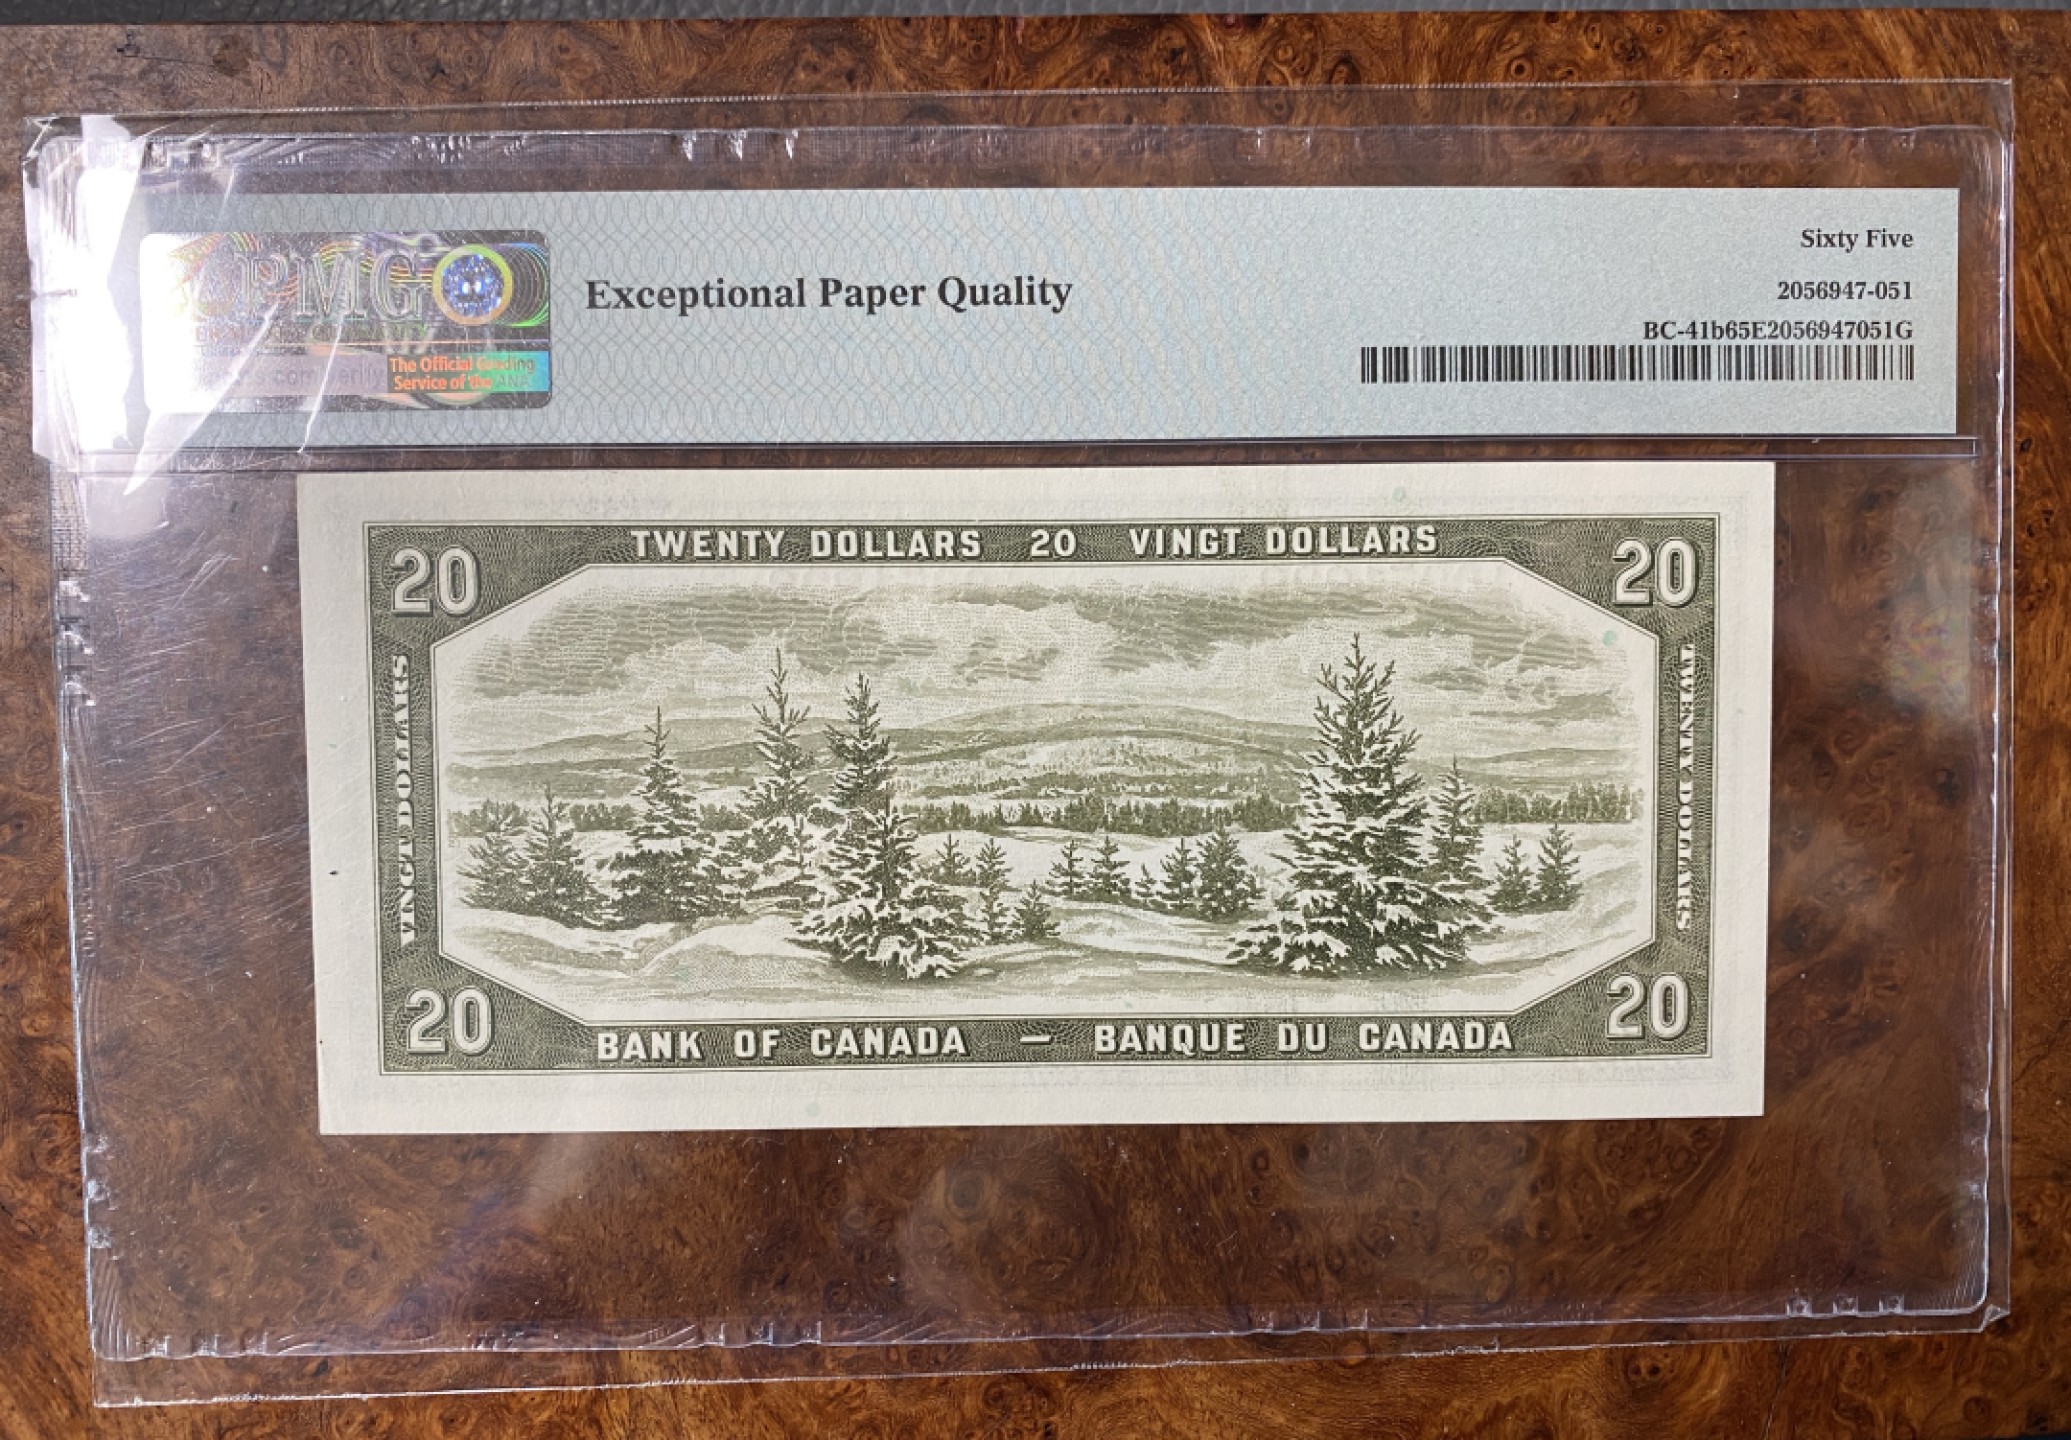 PMG
The Official Grading
Service of the ANA
Exceptional Paper Quality
Sixty Five
2056947-051
BC-41b65E2056947051G
TWENTY DOLLARS 20 VINGT DOLLARS
20
20
VINGT DOLLARS
TWENTY DOLLARS
20
20
BANK OF CANADA — BANQUE DU CANADA